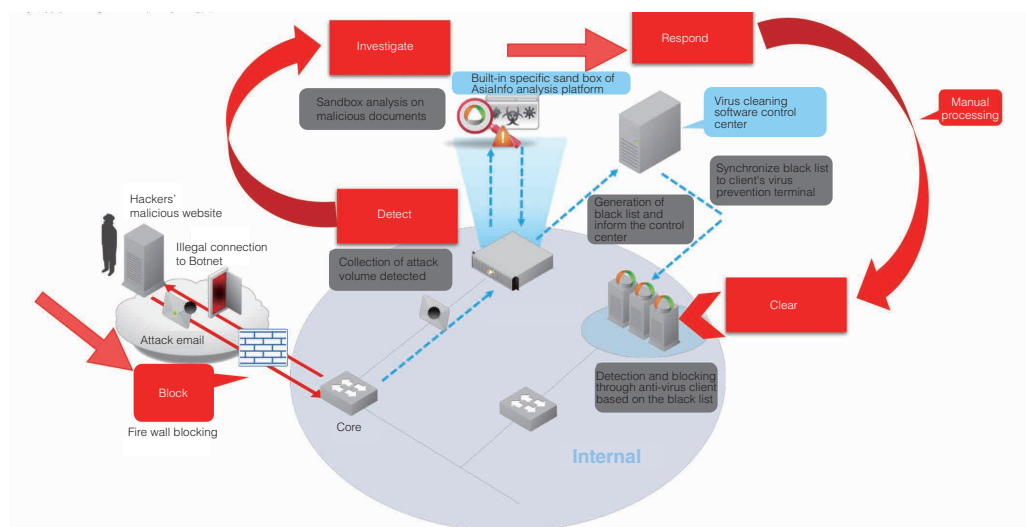 Investigate
Respond
Built-in specific sand box of
AsiaInfo analysis platform
Sandbox analysis on
malicious documents
Virus cleaning
software control
center
Manual
processing
Synchronize black list
to client's virus
prevention terminal
Hackers'
malicious website
Detect
Generation of
black list and
inform the control
center
Illegal connection
to Botnet
Collection of attack
volume detected
Clear
Attack email
Block
Detection and blocking
through anti-virus client
based on the black list
Fire wall blocking
Core
Internal